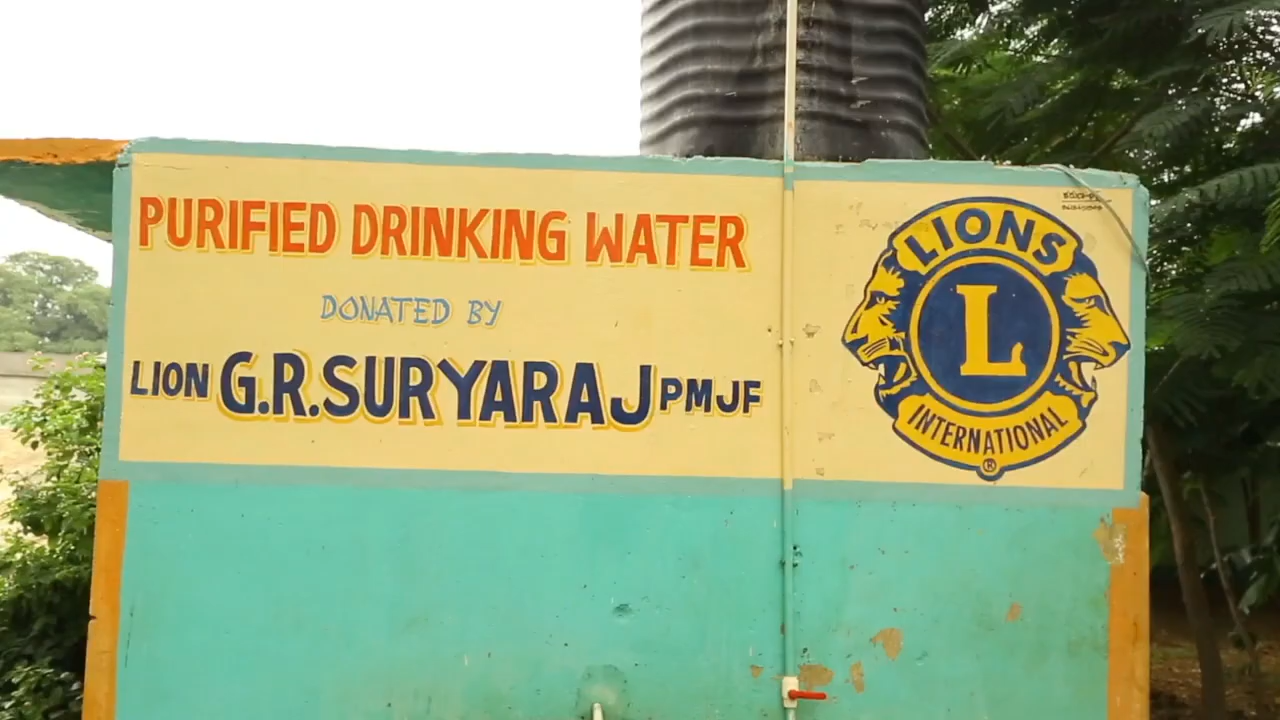 PURIFIED DRINKING WATER
DONATED BY
LION G.R.SURYARAJ PMJF
LIONS
L
INTERNATIONAL
®